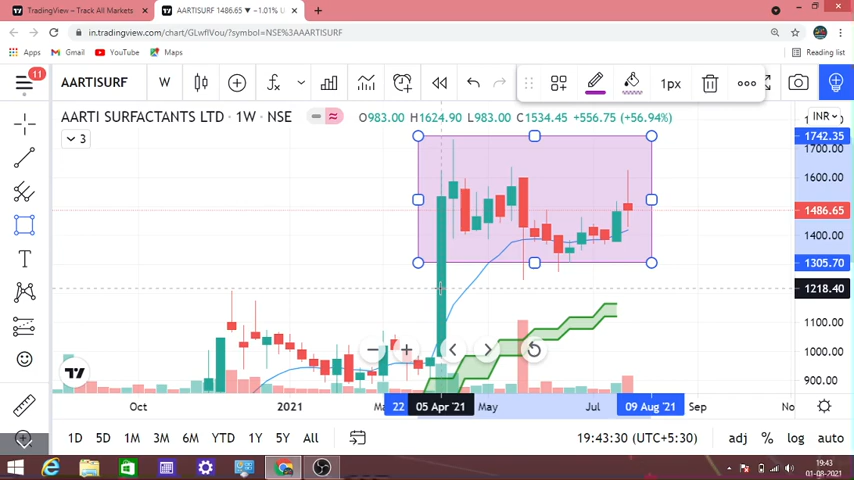 TradingView – Track All Markets
AARTISURF 1486.65 ▼ −1.01% U
in.tradingview.com/chart/GLwfIVou/?symbol=NSE%3AAARTISURF
Apps
Gmail
YouTube
Maps
Reading list
11
AARTISURF
W
1px
AARTI SURFACTANTS LTD · 1W · NSE
O983.00 H1624.90 L983.00 C1534.45 +556.75 (+56.94%)
INR
3
1742.35
1700.00
1600.00
1486.65
1400.00
1305.70
1218.40
1100.00
1000.00
900.00
Oct
2021
22
05 Apr '21
May
Jul
09 Aug '21
Sep
No
1D 5D 1M 3M 6M YTD 1Y 5Y All
19:43:30 (UTC+5:30)
adj % log auto
19:43
01-08-2021